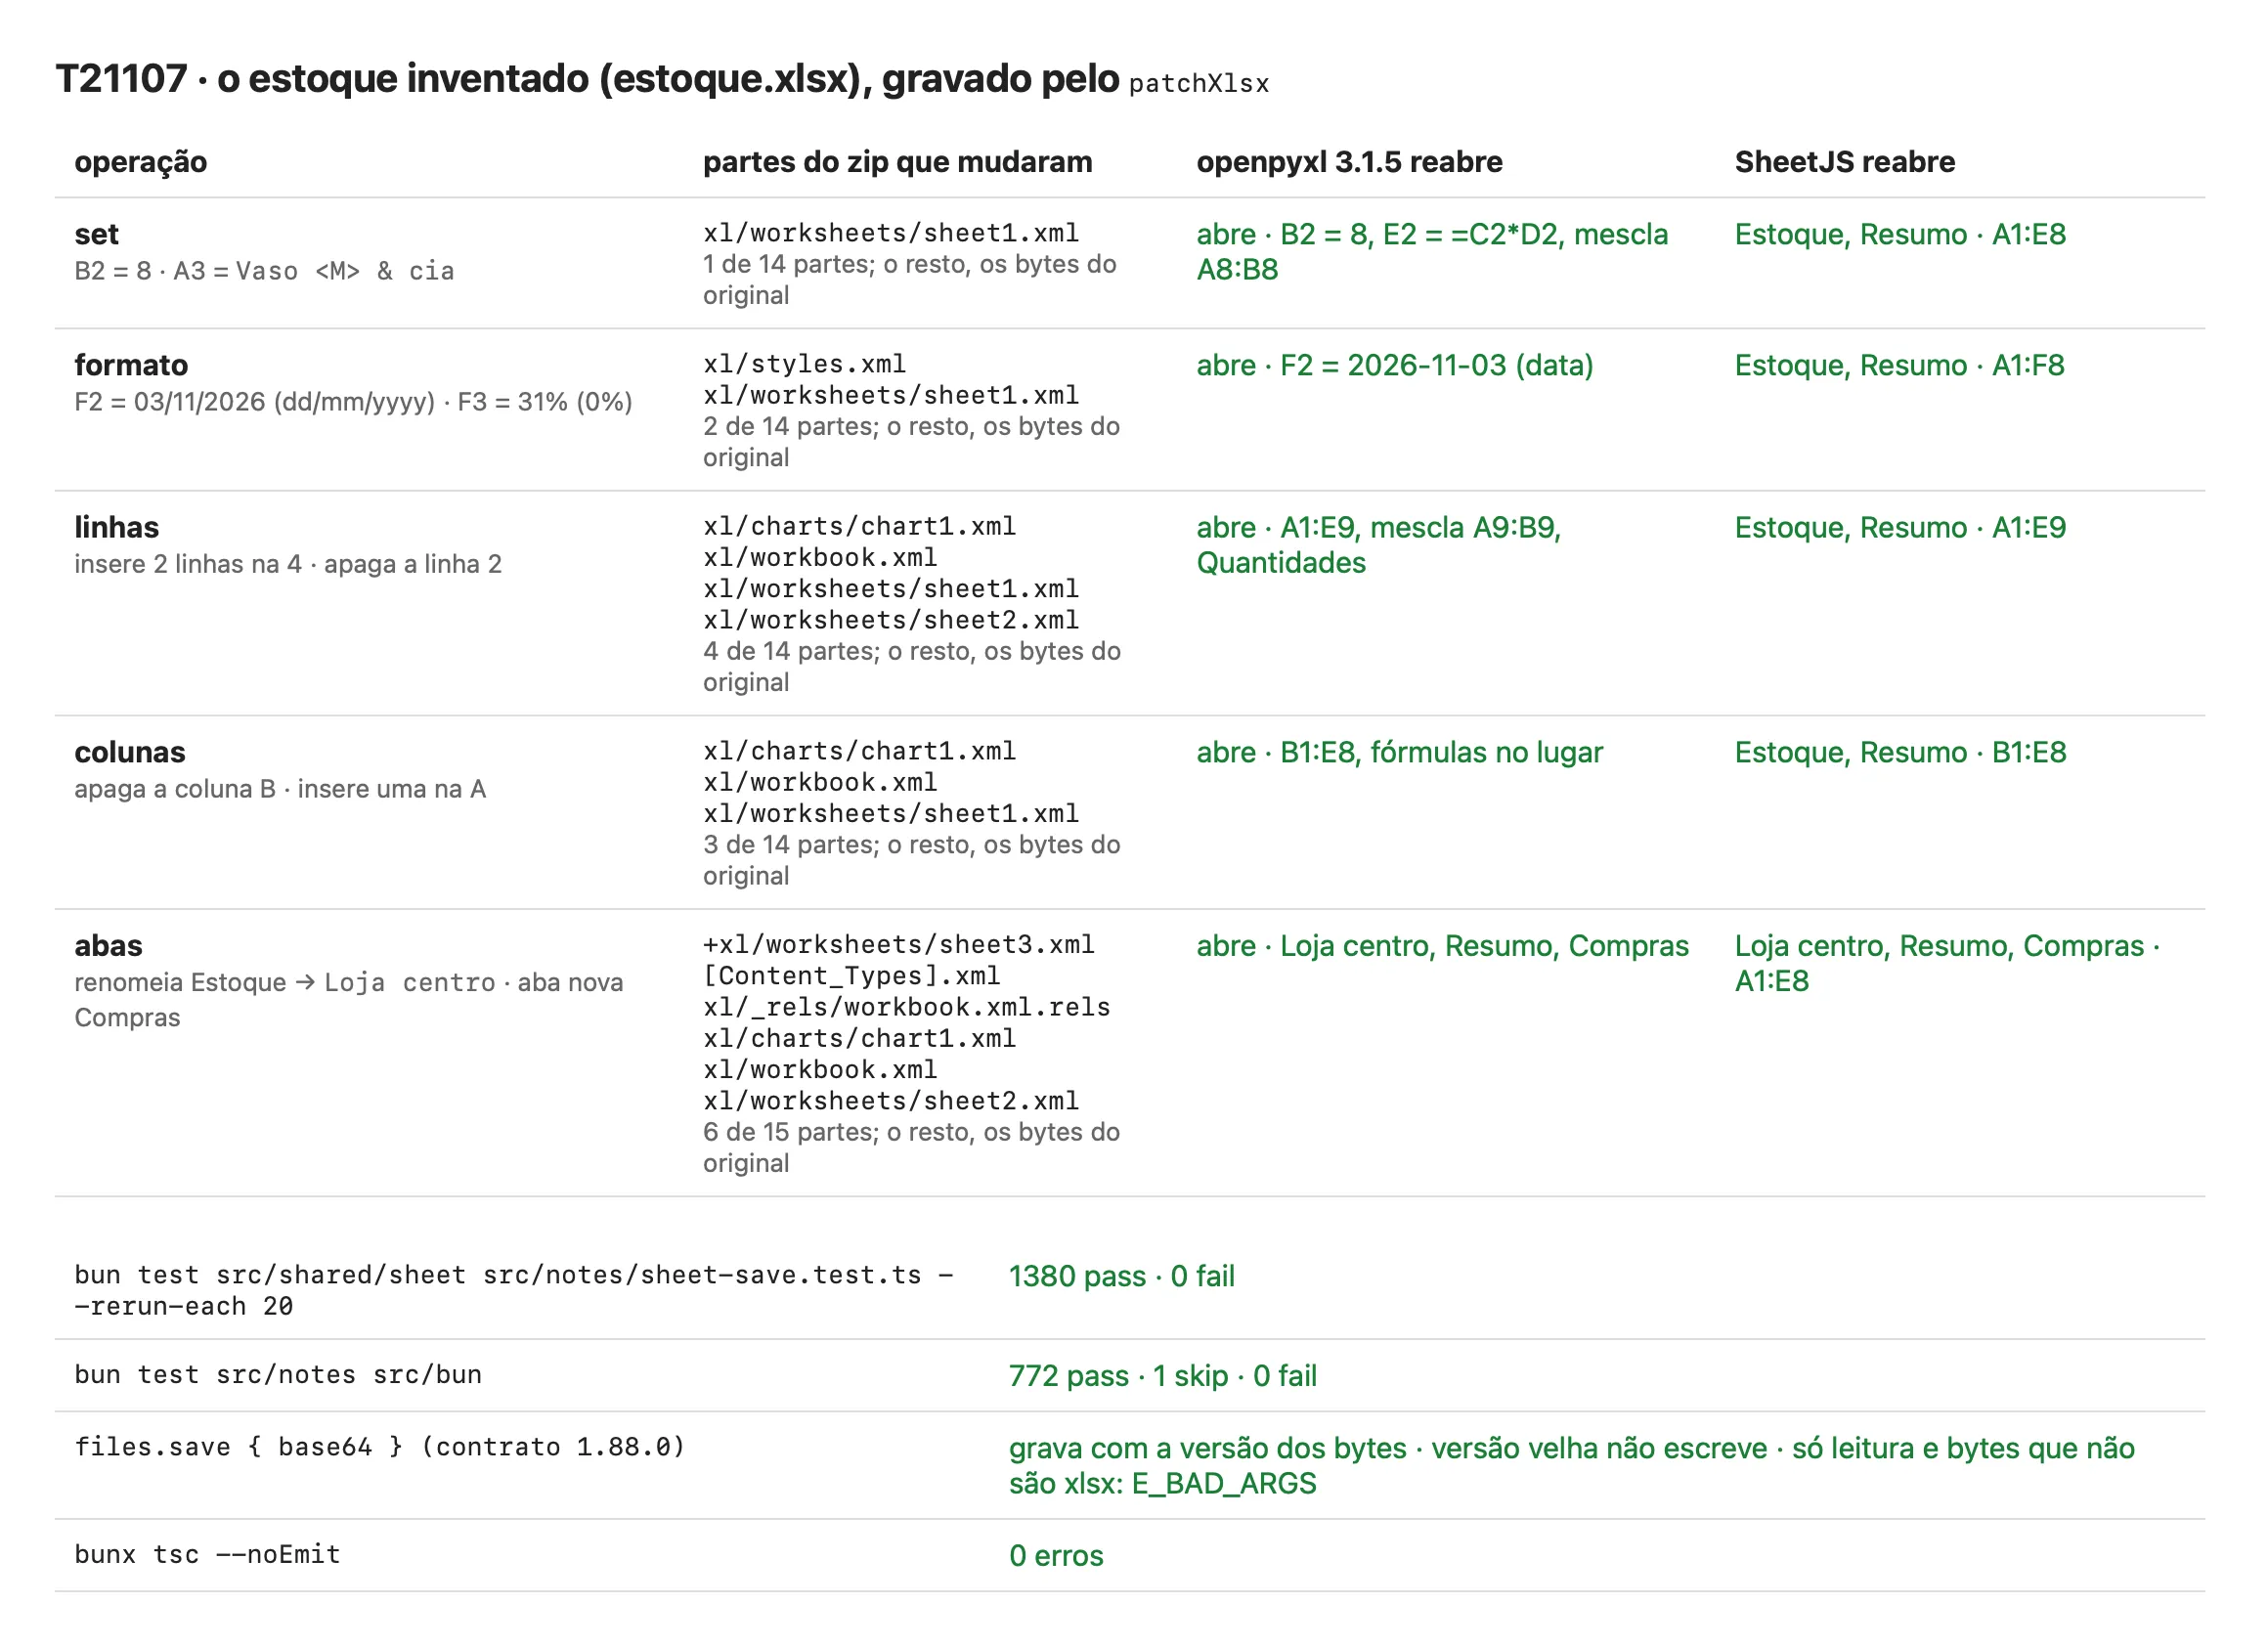 T21107 · o estoque inventado (estoque.xlsx), gravado pelo patchXlsx
operação partes do zip que mudaram openpyxl 3.1.5 reabre SheetJS reabre
set
B2 = 8 · A3 = Vaso <M> & cia
xl/worksheets/sheet1.xml
1 de 14 partes; o resto, os bytes do
original
abre · B2 = 8, E2 = =C2*D2, mescla
A8:B8
Estoque, Resumo · A1:E8
formato
F2 = 03/11/2026 (dd/mm/yyyy) · F3 = 31% (0%)
xl/styles.xml
xl/worksheets/sheet1.xml
2 de 14 partes; o resto, os bytes do
original
abre · F2 = 2026-11-03 (data)
Estoque, Resumo · A1:F8
linhas
insere 2 linhas na 4 · apaga a linha 2
xl/charts/chart1.xml
xl/workbook.xml
xl/worksheets/sheet1.xml
xl/worksheets/sheet2.xml
4 de 14 partes; o resto, os bytes do
original
abre · A1:E9, mescla A9:B9,
Quantidades
Estoque, Resumo · A1:E9
colunas
apaga a coluna B · insere uma na A
xl/charts/chart1.xml
xl/workbook.xml
xl/worksheets/sheet1.xml
3 de 14 partes; o resto, os bytes do
original
abre · B1:E8, fórmulas no lugar
Estoque, Resumo · B1:E8
abas
renomeia Estoque → Loja centro · aba nova
Compras
+xl/worksheets/sheet3.xml
[Content_Types].xml
xl/_rels/workbook.xml.rels
xl/charts/chart1.xml
xl/workbook.xml
xl/worksheets/sheet2.xml
6 de 15 partes; o resto, os bytes do
original
abre · Loja centro, Resumo, Compras
Loja centro, Resumo, Compras ·
A1:E8
bun test src/shared/sheet src/notes/sheet-save.test.ts -
-rerun-each 20
1380 pass · 0 fail
bun test src/notes src/bun
772 pass · 1 skip · 0 fail
files.save { base64 } (contrato 1.88.0)
grava com a versão dos bytes · versão velha não escreve · só leitura e bytes que não
são xlsx: E_BAD_ARGS
bunx tsc --noEmit
0 erros